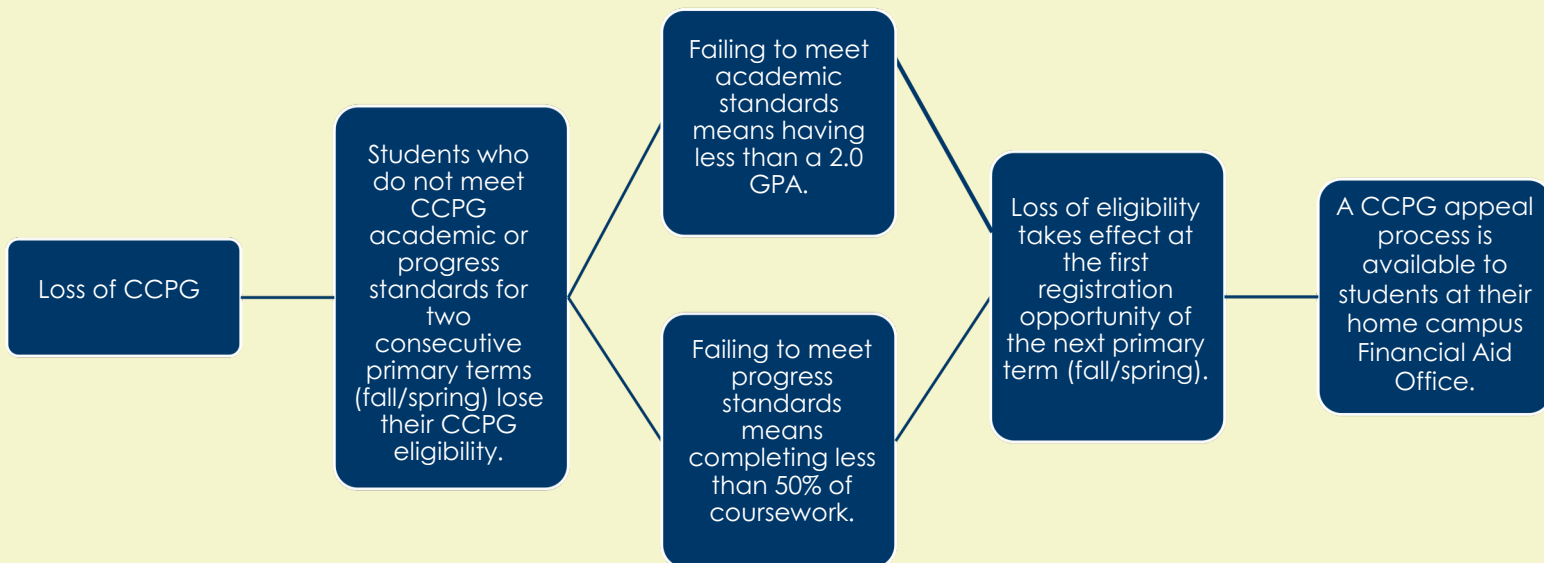 Loss of CCPG
Students who
do not meet
CCPG
academic or
progress
standards for
two
consecutive
primary terms
(fall/spring) lose
their CCPG
eligibility.
Failing to meet
academic
standards
means having
less than a 2.0
GPA.
Failing to meet
progress
standards
means
completing less
than 50% of
coursework.
Loss of eligibility
takes effect at
the first
registration
opportunity of
the next primary
term (fall/spring).
A CCPG appeal
process is
available to
students at their
home campus
Financial Aid
Office.